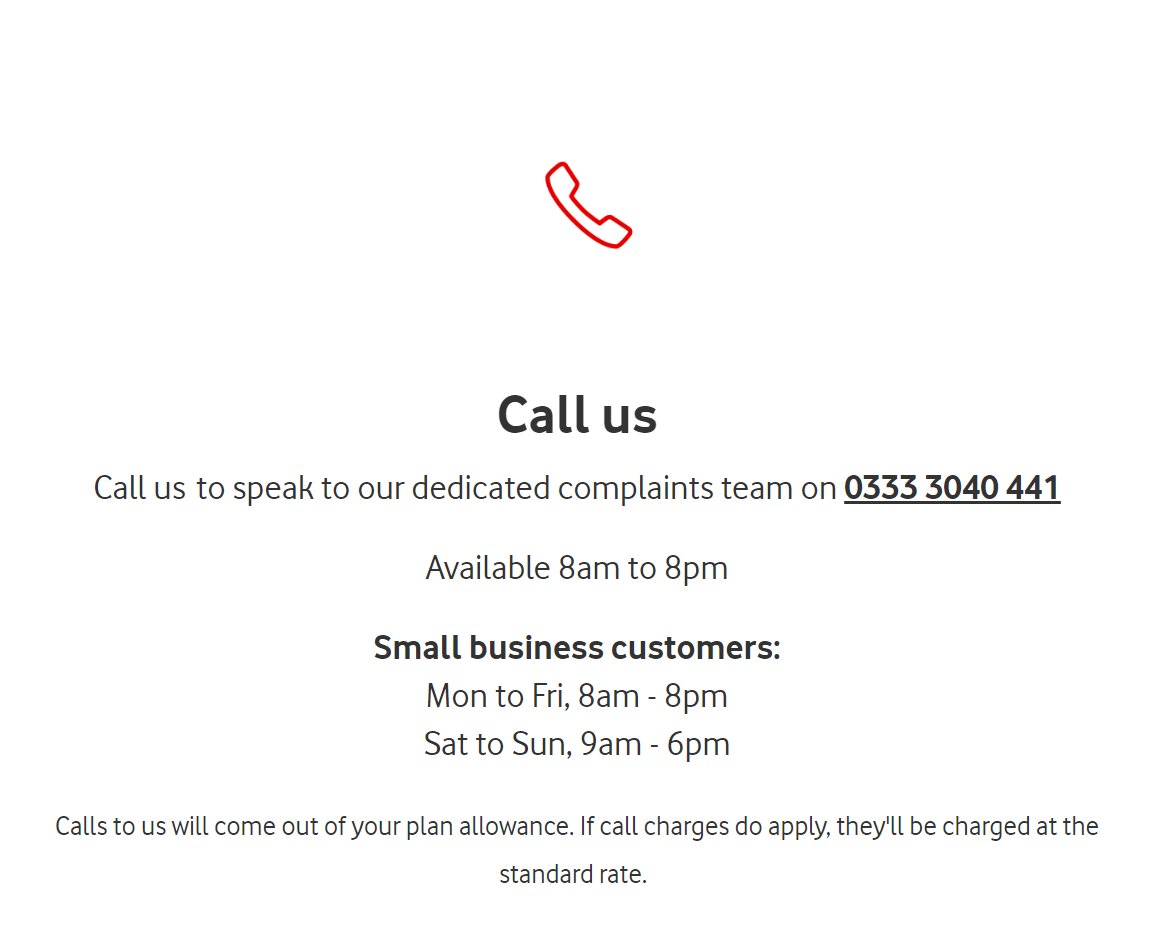 Call us
Call us to speak to our dedicated complaints team on 0333 3040 441
Available 8am to 8pm
Small business customers:
Mon to Fri, 8am - 8pm
Sat to Sun, 9am - 6pm
Calls to us will come out of your plan allowance. If call charges do apply, they'll be charged at the
standard rate.